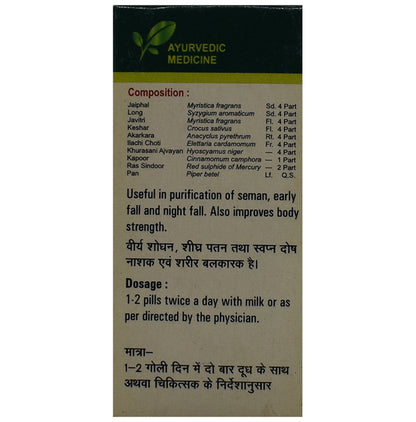 AYURVEDIC
MEDICINE
Composition :
Jaiphal Myristica fragrans Sd. 4 Part
Long Syzygium aromaticum Sd. 4 Part
Javitri Myristica fragrans Fl. 4 Part
Keshar Crocus sativus Fl. 4 Part
Akarkara Anacyclus pyrethrum Rt. 4 Part
Ilachi Choti Elettaria cardamomum Fr. 4 Part
Khurasani Ajvayan Hyoscyamus niger — 4 Part
Kapoor Cinnamomum camphora — 1 Part
Ras Sindoor Red sulphide of Mercury — 2 Part
Pan Piper betel Lf. Q.S.
Useful in purification of seman, early
fall and night fall. Also improves body
strength.
वीर्य शोधन, शीघ्र पतन तथा स्वप्न दोष
नाशक एवं शरीर बलकारक है।
Dosage :
1-2 pills twice a day with milk or as
per directed by the physician.
मात्रा–
1–2 गोली दिन में दो बार दूध के साथ
अथवा चिकित्सक के निर्देशानुसार